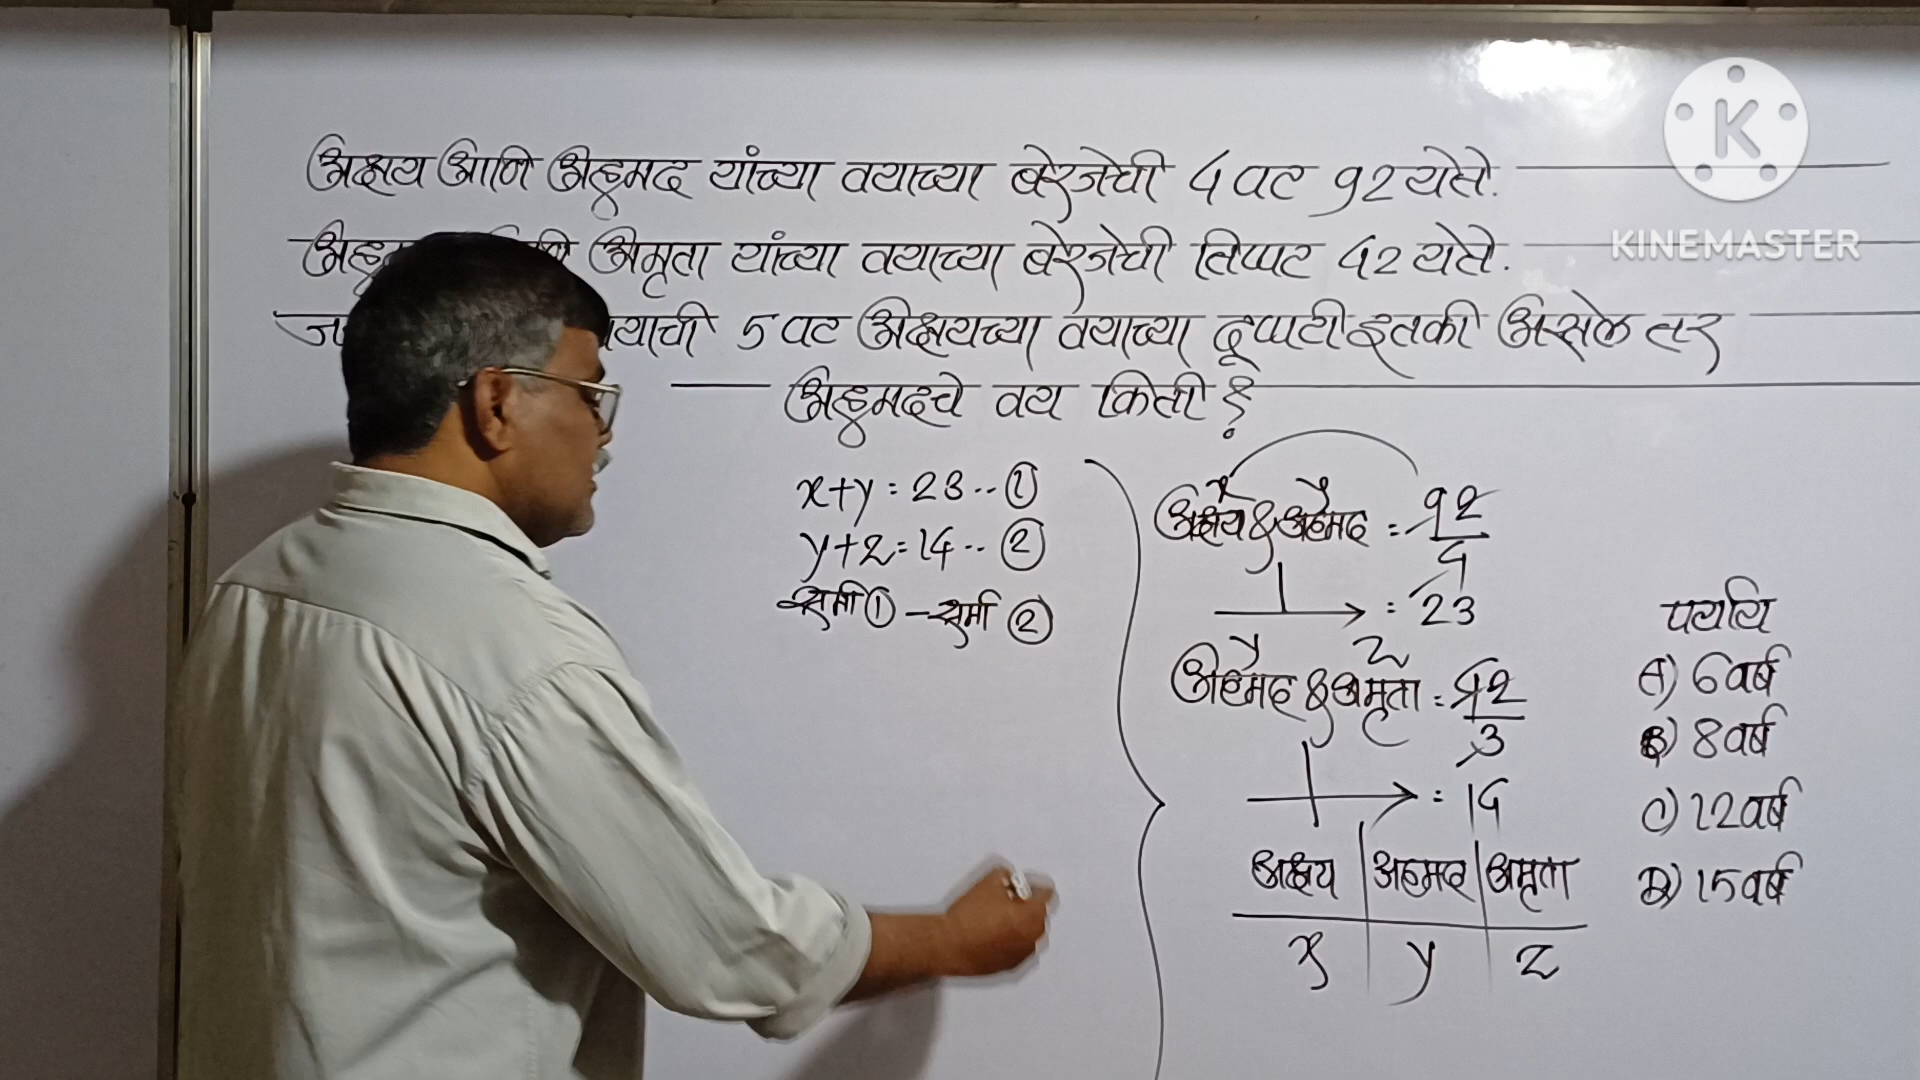 अक्षय आणि अहमद यांच्या वयाच्या बेरजेची 4 पट 92 येते.
अमृता यांच्या वयाच्या बेरजेची तिप्पट 42 येते.
5 पट अक्षयच्या वयाच्या दूप्पटी इतकी असेल तर
अहमदचे वय किती ?
x+y = 23 .. ①
y+z = 14 .. ②
समी ① - समी ②
x y
अक्षय & अहमद = 92/4
= 23
y z
अहमद & अमृता = 42/3
= 14
अक्षय अहमद अमृता
x y z
पर्याय
A) 6 वर्ष
B) 8 वर्ष
C) 12 वर्ष
D) 15 वर्ष
K
KINEMASTER